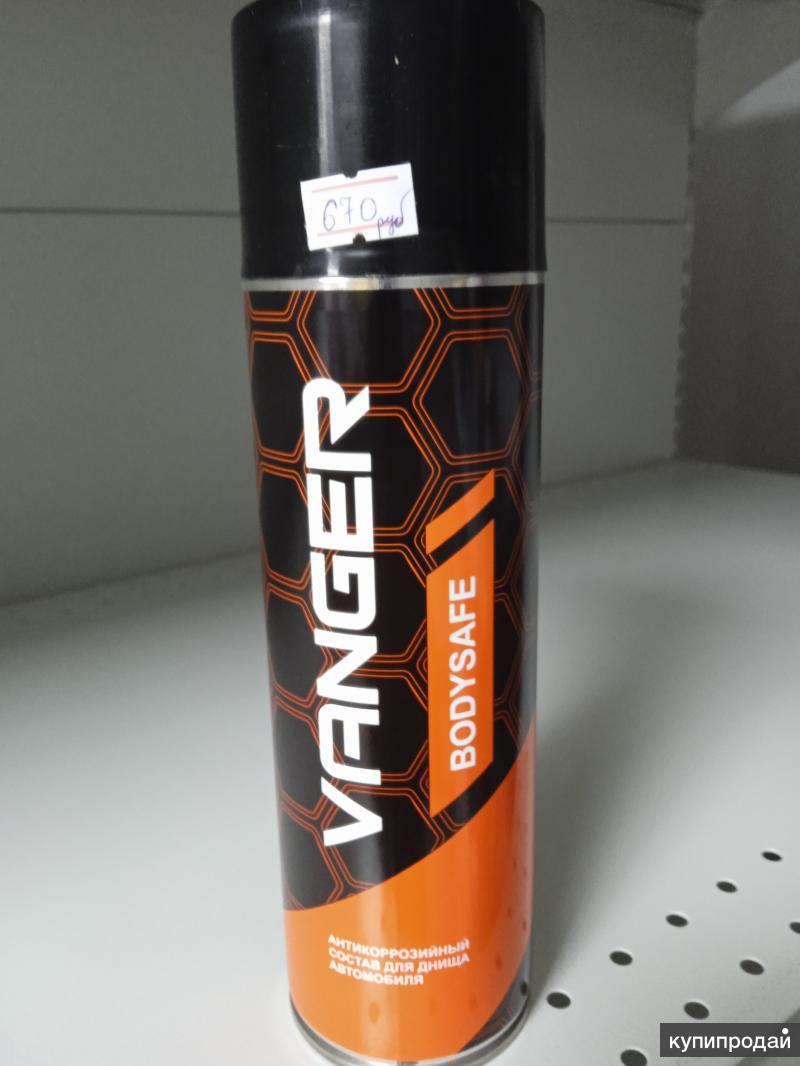 670 руб
VANGER
BODYSAFE
АНТИКОРРОЗИЙНЫЙ
СОСТАВ ДЛЯ ДНИЩА
АВТОМОБИЛЯ
купипродай